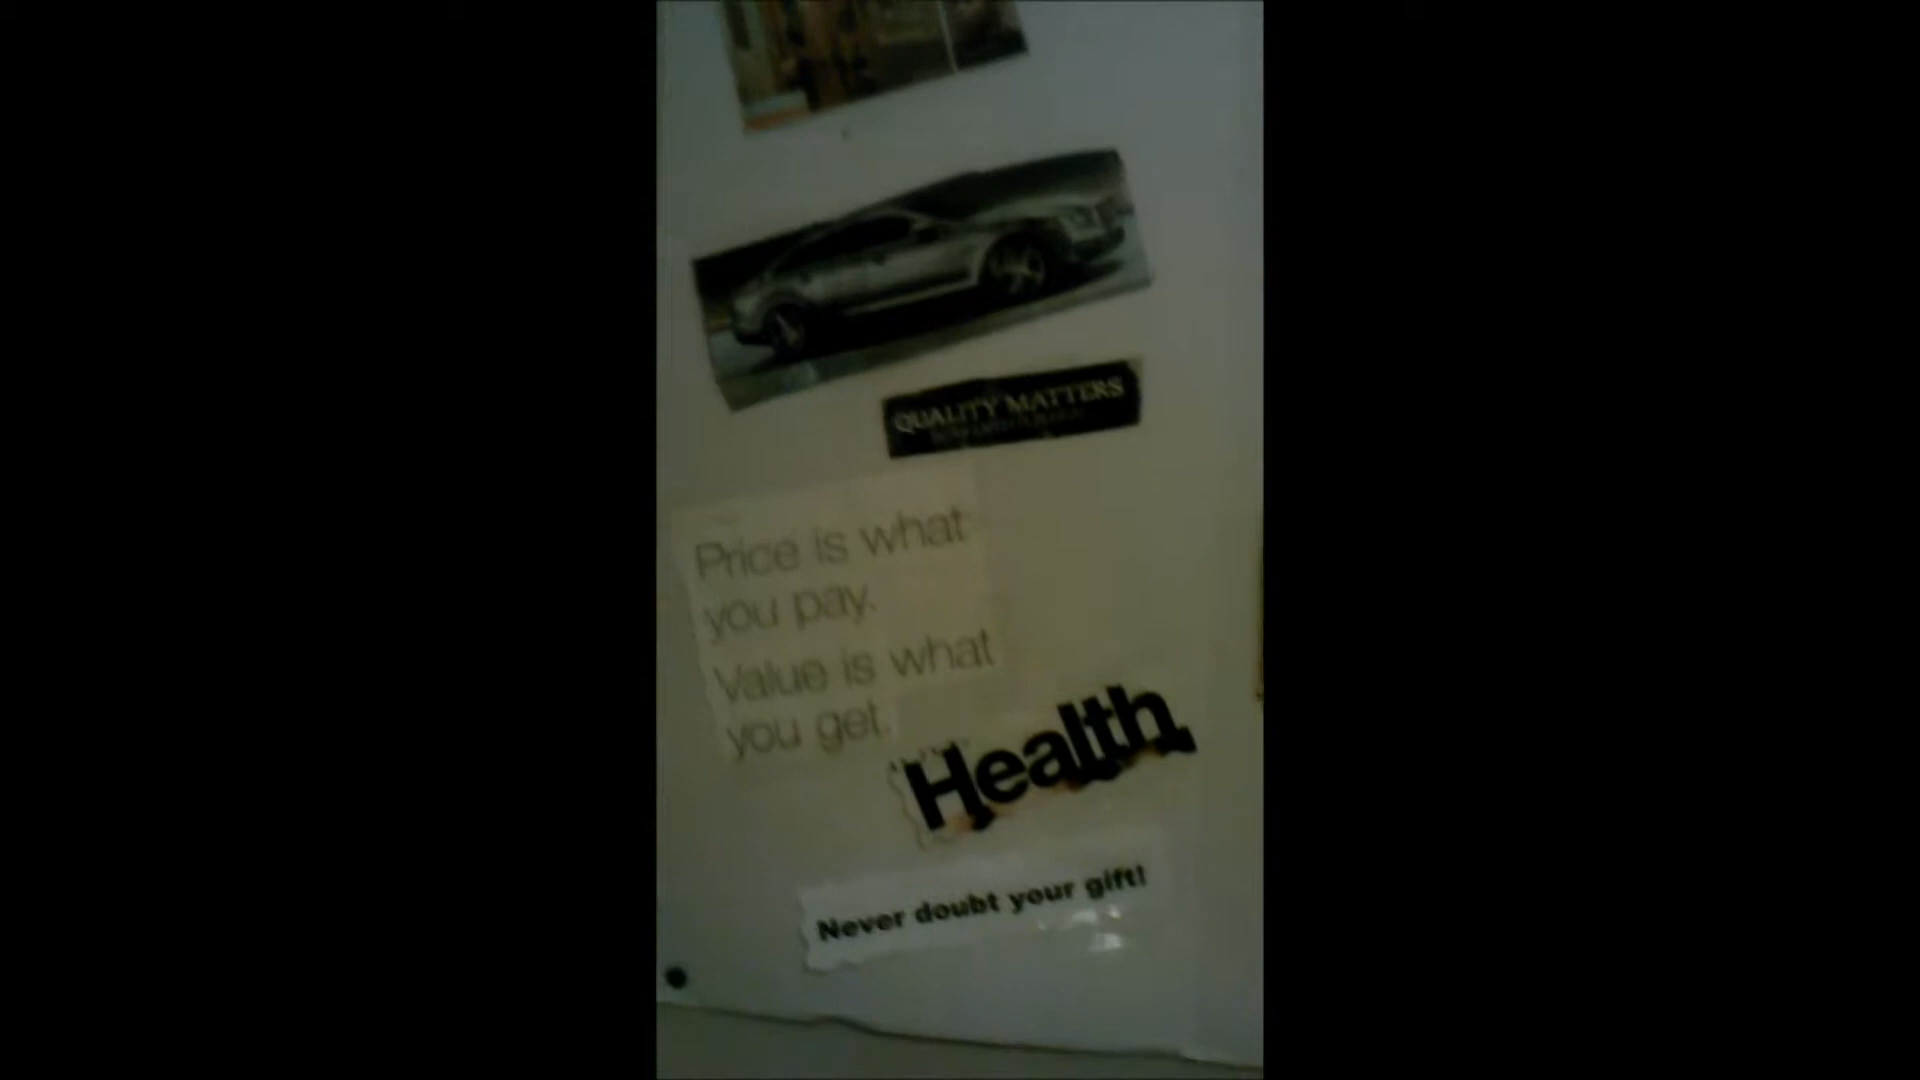 QUALITY MATTERS
Price is what
you pay.
Value is what
you get.
Health.
Never doubt your gift!